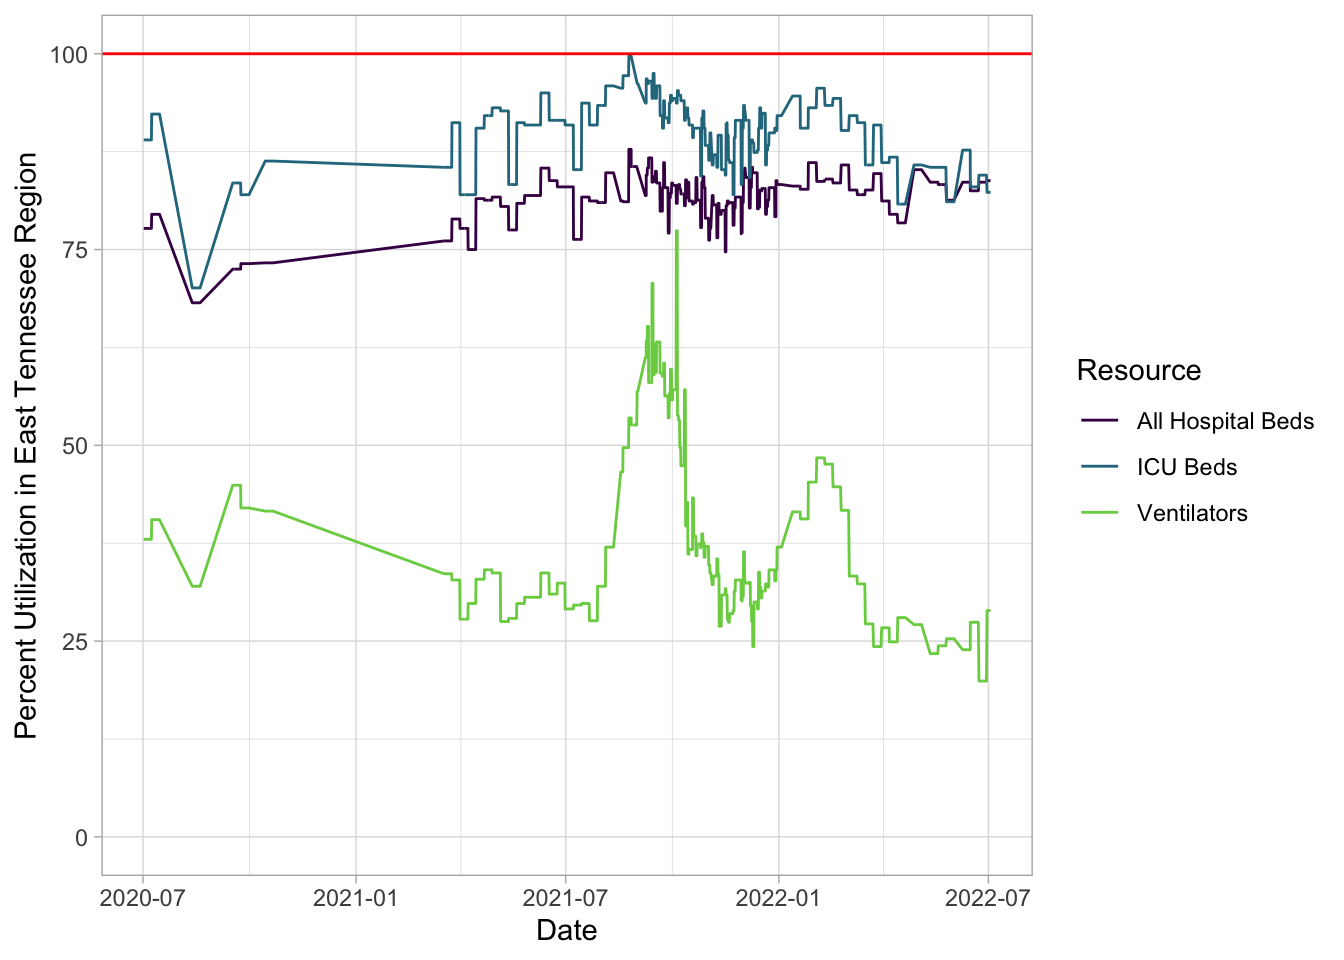 Percent Utilization in East Tennessee Region
100
75
50
25
0
2020-07
2021-01
2021-07
2022-01
2022-07
Date
Resource
All Hospital Beds
ICU Beds
Ventilators